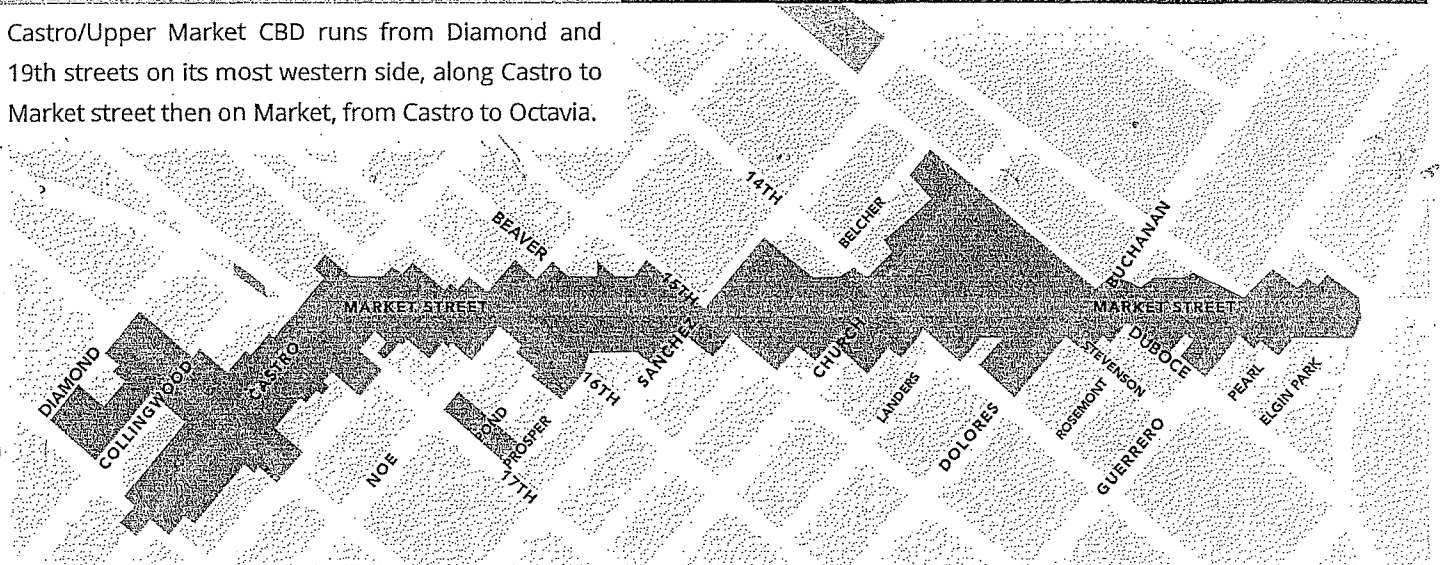 Castro/Upper Market CBD runs from Diamond and
19th streets on its most western side, along Castro to
Market street then on Market, from Castro to Octavia.
14TH
BELCHER
BUCHANAN
BEAVER
15TH
MARKET STREET
MARKET STREET
DIAMOND
COLLINGWOOD
CASTRO
SANCHEZ
CHURCH
DUBOCE
STEVENSON
16TH
LANDERS
ROSEMONT
PEARL
ELGIN PARK
POND
PROSPER
DOLORES
GUERRERO
NOE
17TH